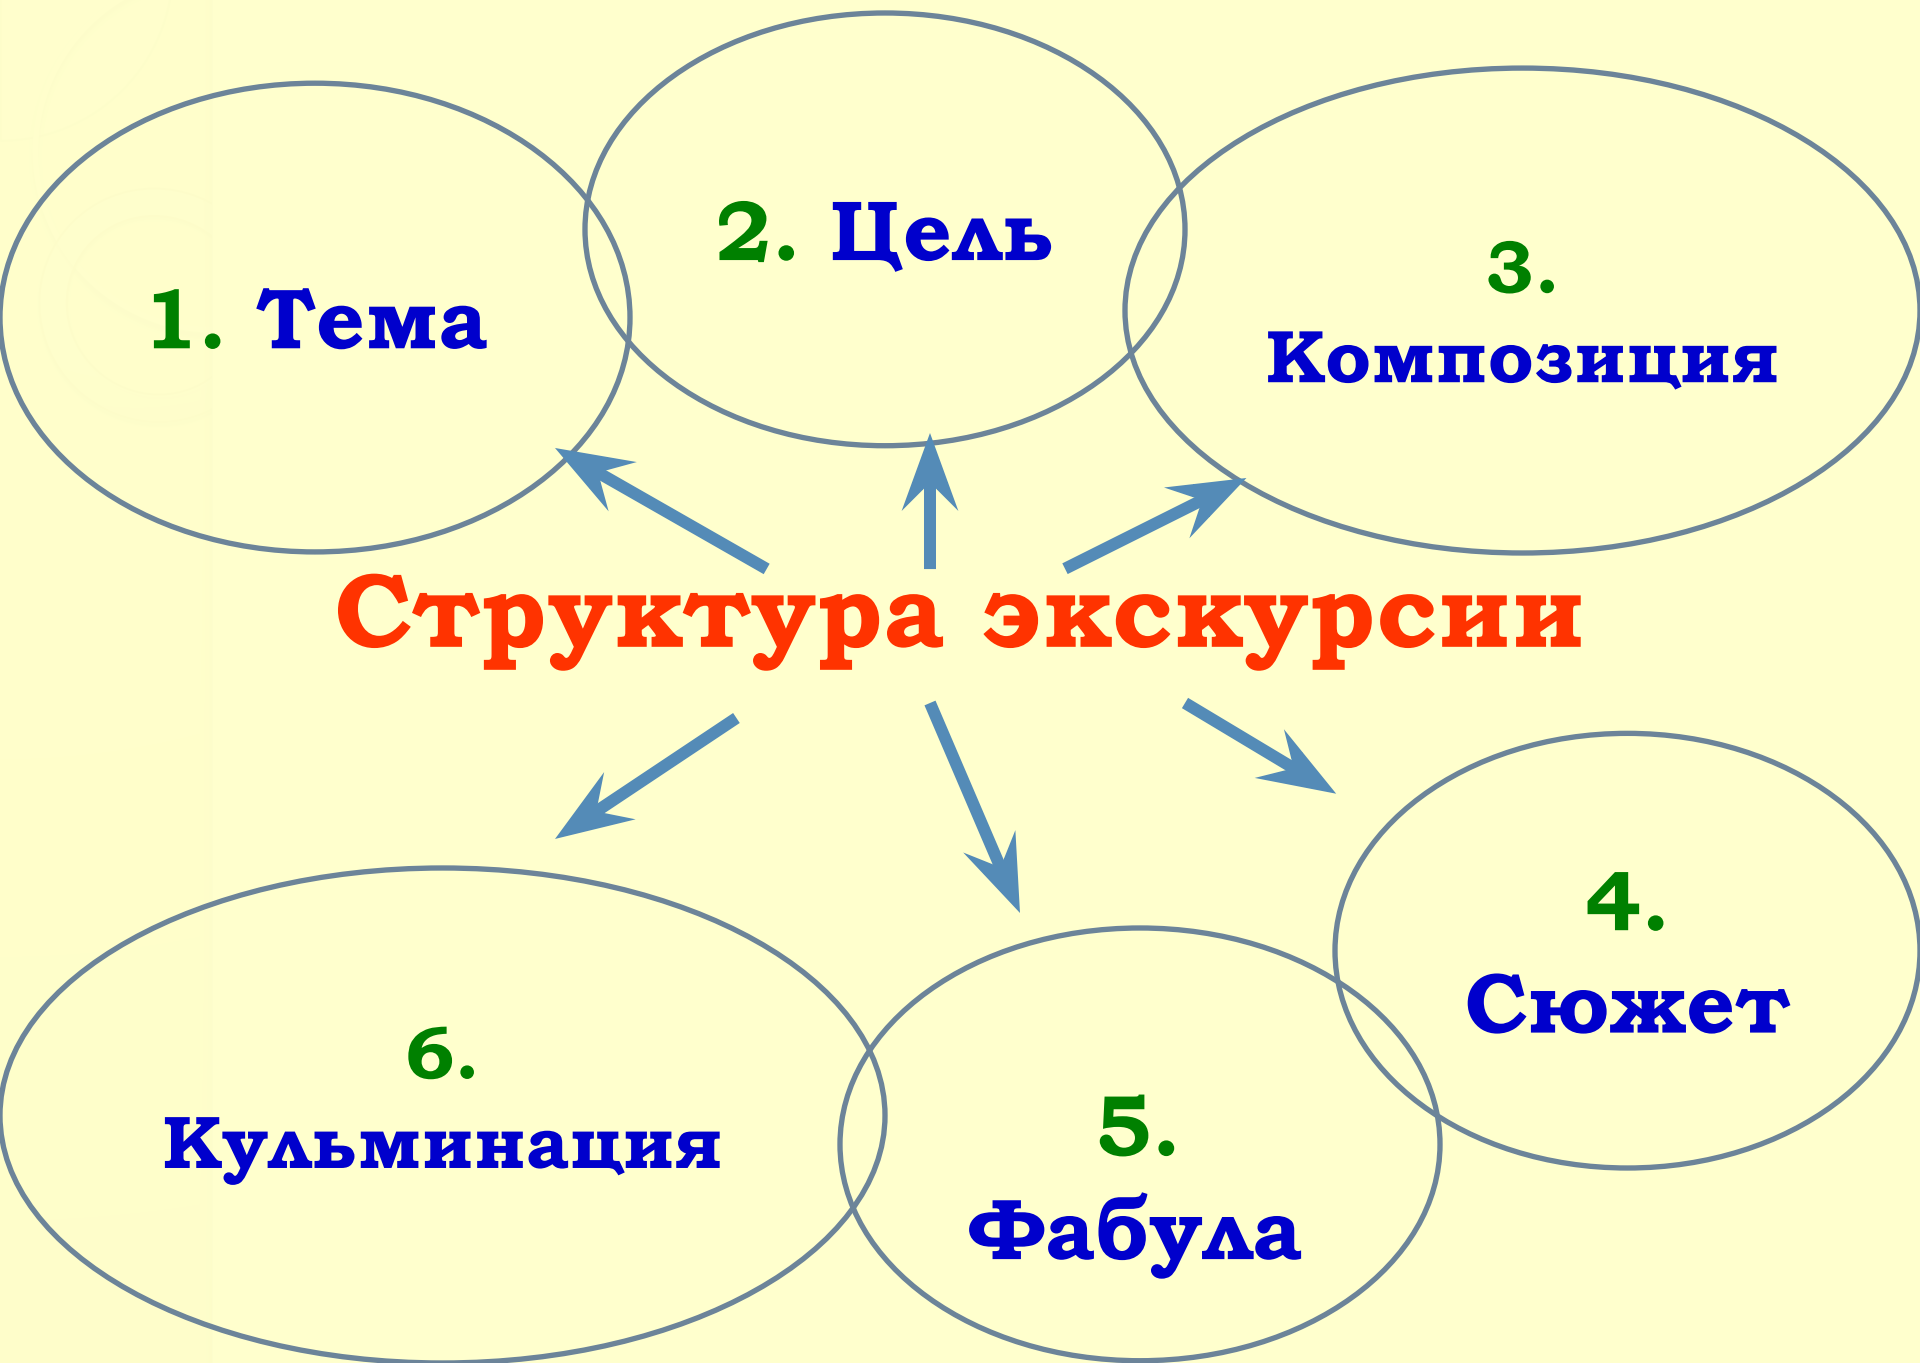 1. Тема
2. Цель
3.
Композиция
Структура экскурсии
4.
Сюжет
5.
Фабула
6.
Кульминация